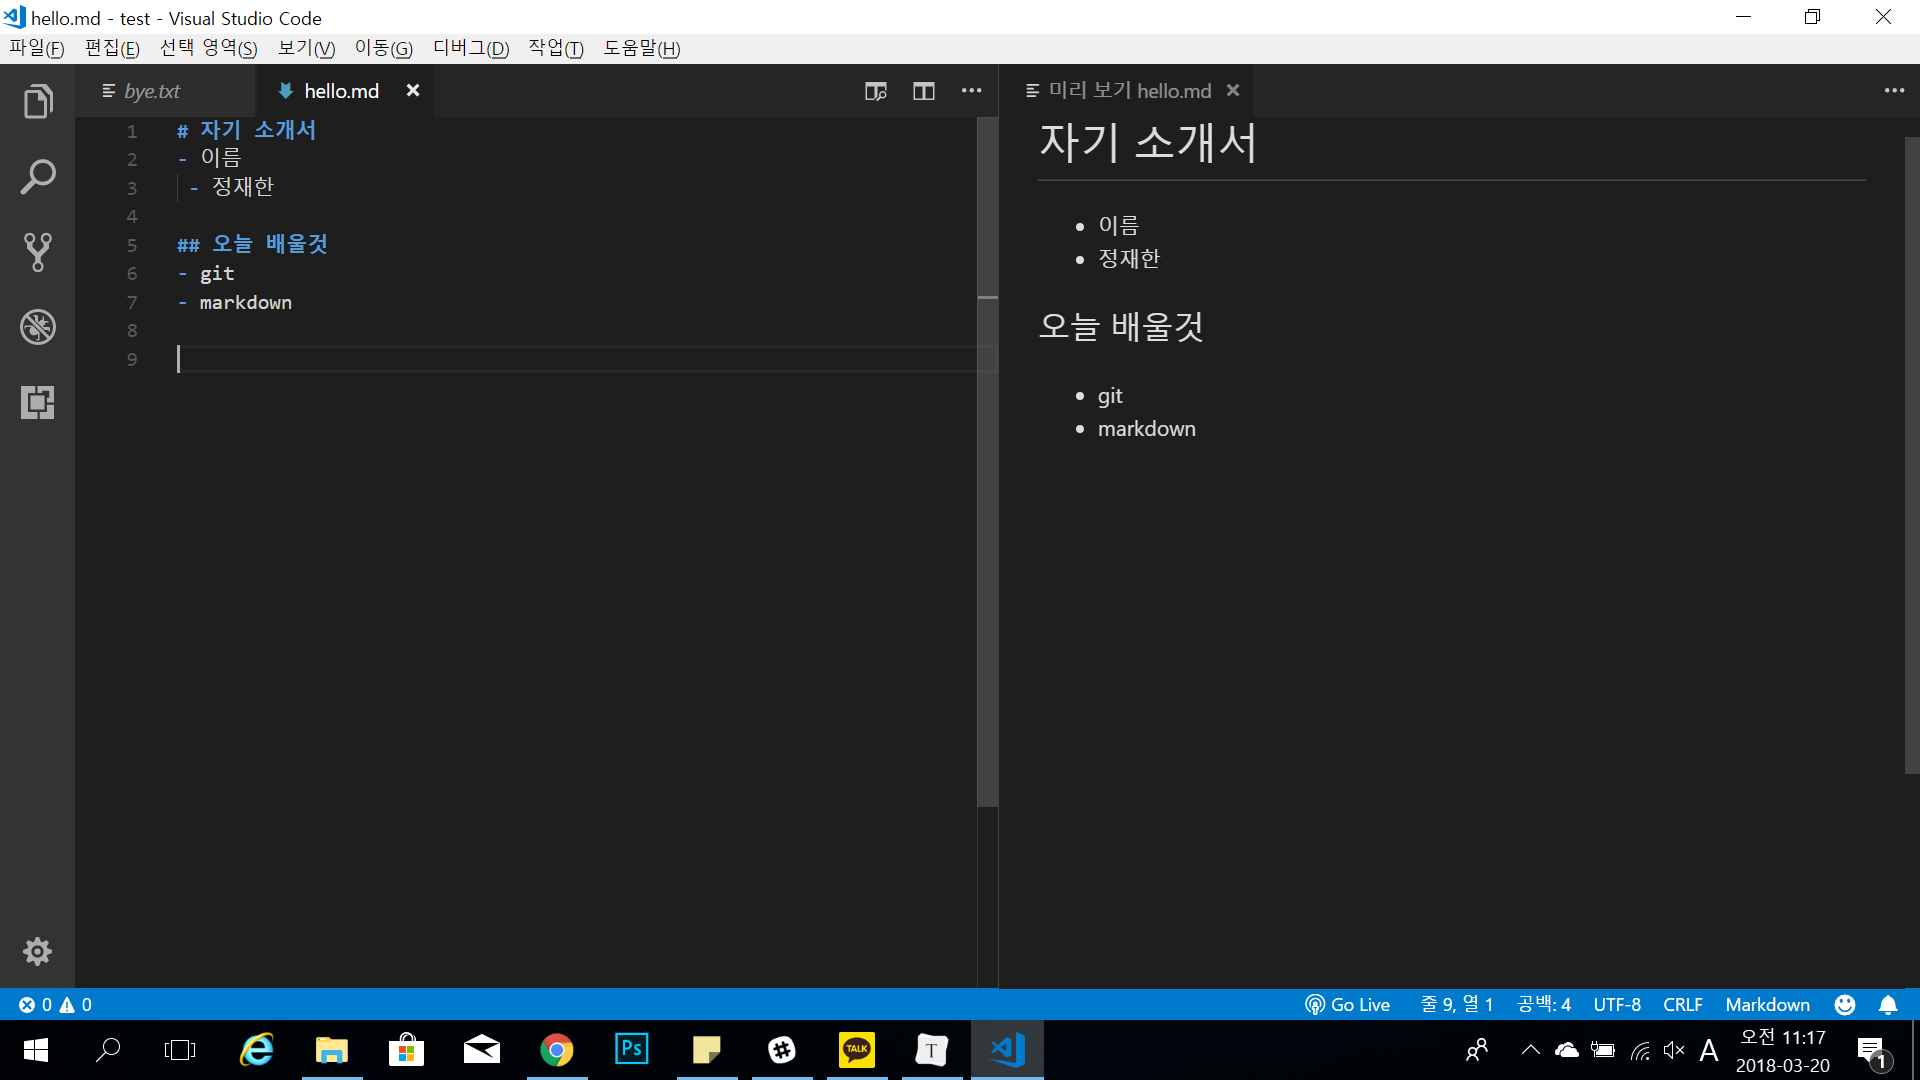 hello.md - test - Visual Studio Code
파일(F) 편집(E) 선택 영역(S) 보기(V) 이동(G) 디버그(D) 작업(T) 도움말(H)
bye.txt hello.md
1 # 자기 소개서
2 - 이름
3 - 정재한
4
5 ## 오늘 배울것
6 - git
7 - markdown
8
9
미리 보기 hello.md
자기 소개서
• 이름
• 정재한
오늘 배울것
• git
• markdown
0 0 Go Live 줄 9, 열 1 공백: 4 UTF-8 CRLF Markdown
Ps TALK T A 오전 11:17
2018-03-20 1